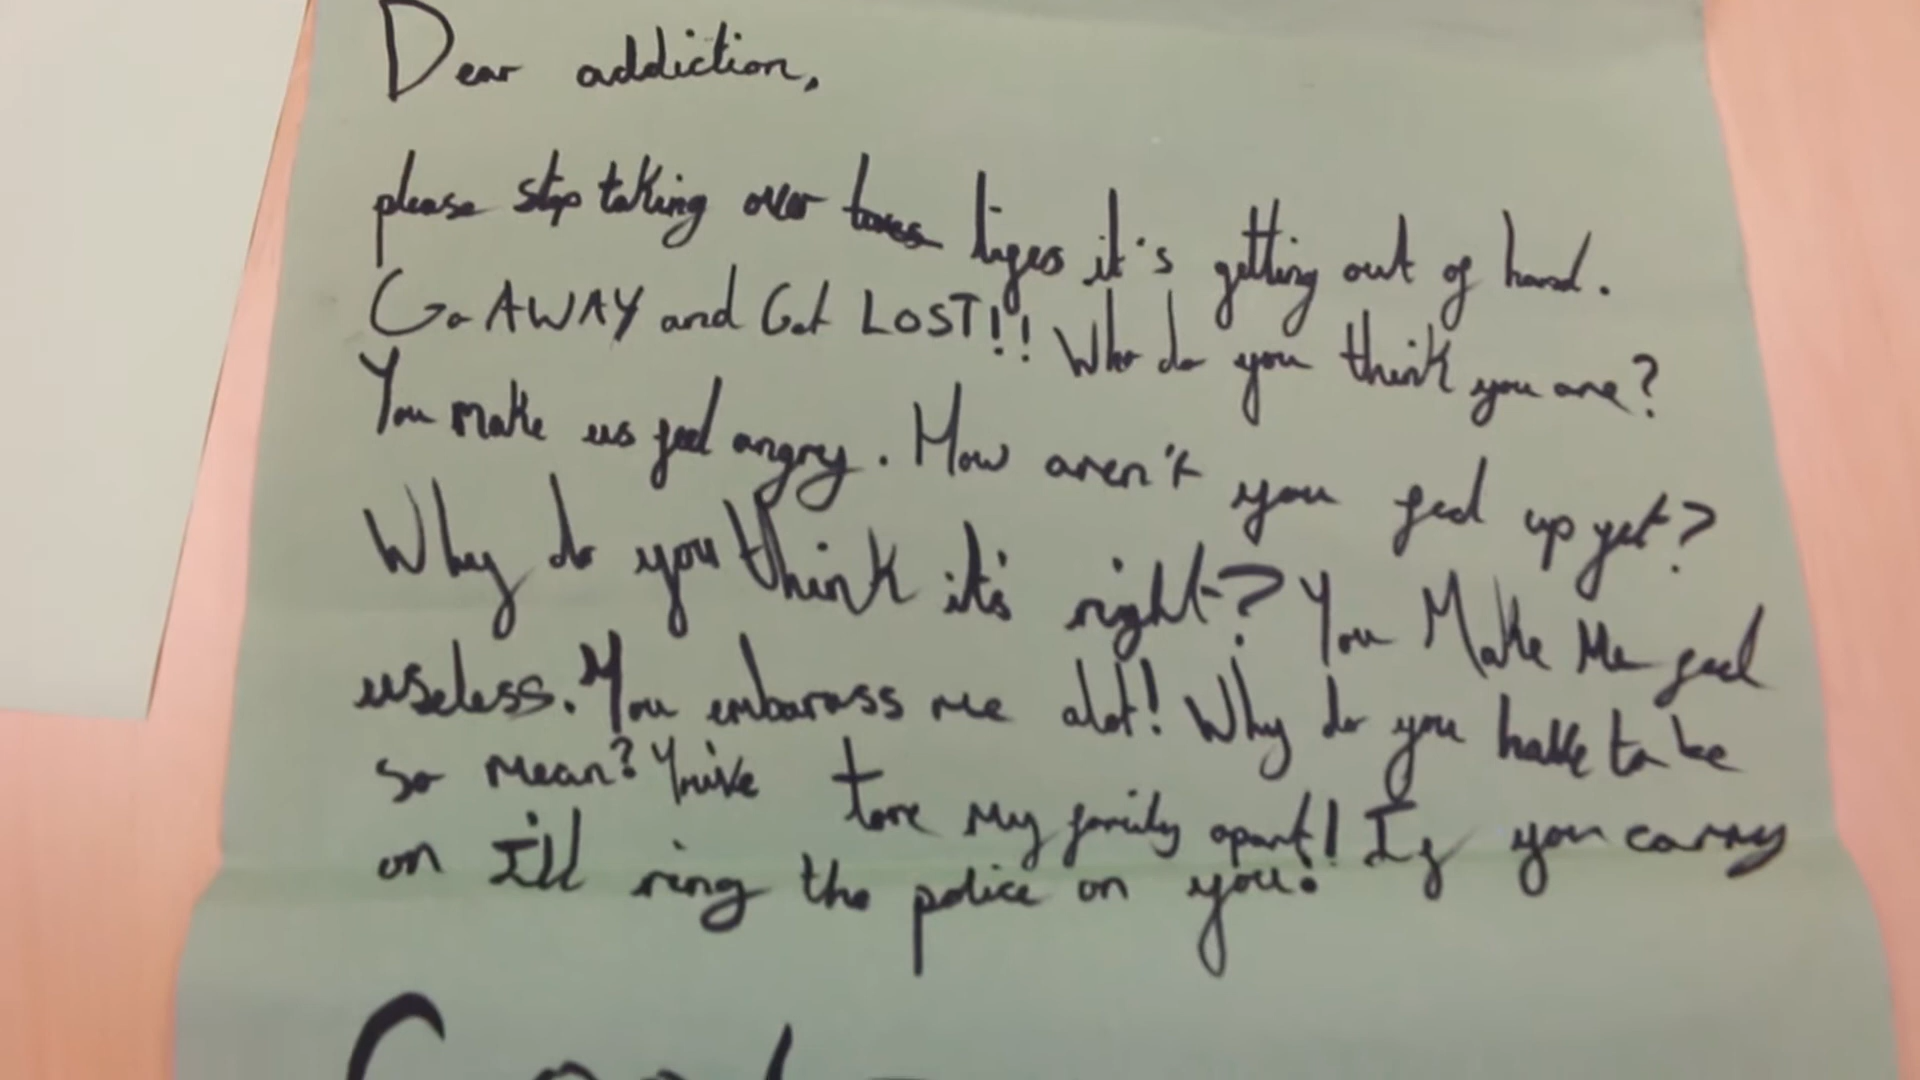 Dear addiction,
please stop taking over lifes it's getting out of hand.
Go AWAY and Get LOST!! Who do you think you are?
You make us feel angry. How aren't you fed up yet?
Why do you think it's right? You Make Me feel
useless. You embarass me alot! Why do you have to be
so mean? You've tore my family apart! If you carry
on I'll ring the police on you!